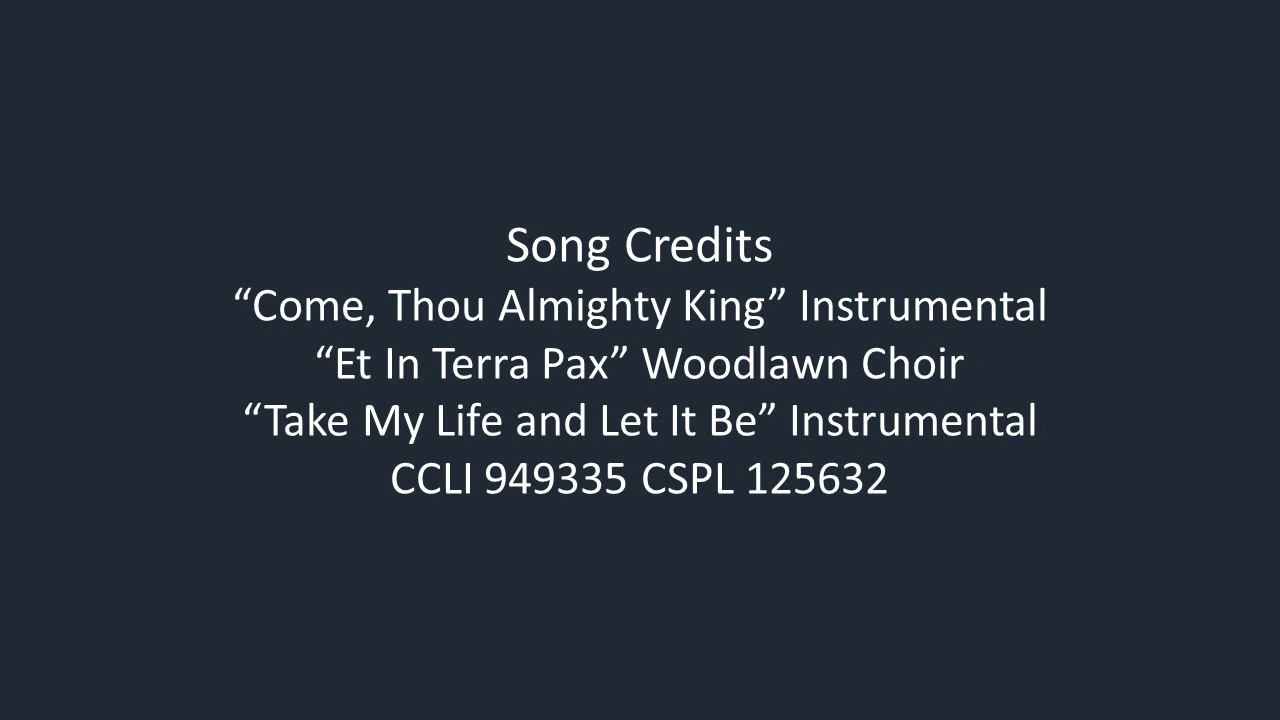 Song Credits
“Come, Thou Almighty King” Instrumental
“Et In Terra Pax” Woodlawn Choir
“Take My Life and Let It Be” Instrumental
CCLI 949335 CSPL 125632